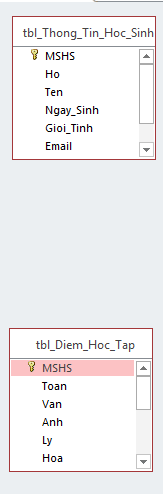 tbl_Thong_Tin_Hoc_Sinh
MSHS
Ho
Ten
Ngay_Sinh
Gioi_Tinh
Email
tbl_Diem_Hoc_Tap
MSHS
Toan
Van
Anh
Ly
Hoa